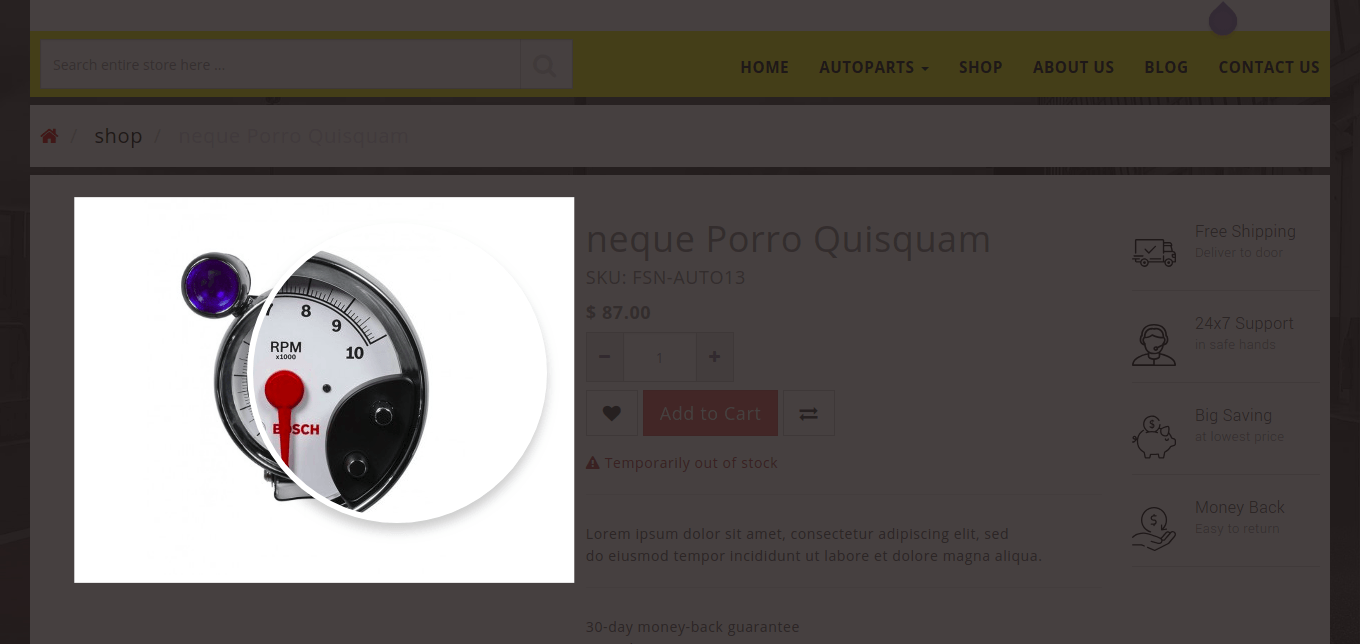 Search entire store here ...
HOME AUTOPARTS SHOP ABOUT US BLOG CONTACT US
/ shop / neque Porro Quisquam
7 8 9 10
RPM
x1000
BOSCH
neque Porro Quisquam
SKU: FSN-AUTO13
$ 87.00
− 1 +
Add to Cart
Temporarily out of stock
Lorem ipsum dolor sit amet, consectetur adipiscing elit, sed
do eiusmod tempor incididunt ut labore et dolore magna aliqua.
30-day money-back guarantee
Free Shipping
Deliver to door
24x7 Support
in safe hands
Big Saving
at lowest price
Money Back
Easy to return